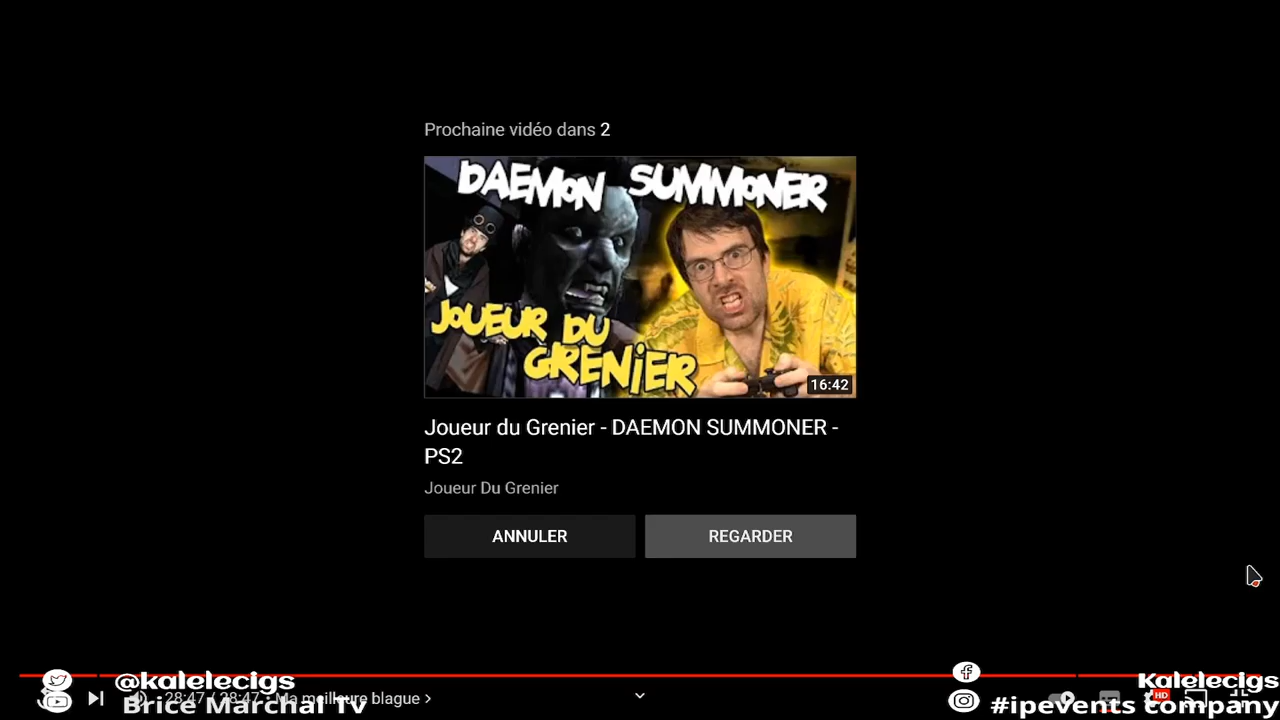 Prochaine vidéo dans 2
DAEMON SUMMONER
JOUEUR DU
GRENIER
16:42
Joueur du Grenier - DAEMON SUMMONER -
PS2
Joueur Du Grenier
ANNULER
REGARDER
@kalelecigs
28:47 / 28:47 • Ma meilleure blague >
Brice Marchal TV
HD
Kalelecigs
#ipevents company